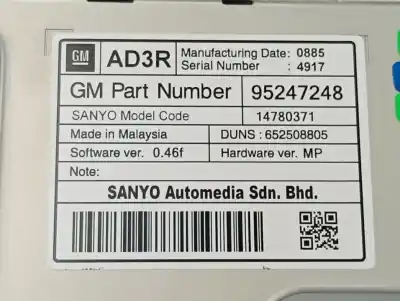 GM AD3R Manufacturing Date: 0885
Serial Number : 4917
GM Part Number 95247248
SANYO Model Code 14780371
Made in Malaysia DUNS : 652508805
Software ver. 0.46f Hardware ver. MP
Note:
SANYO Automedia Sdn. Bhd.